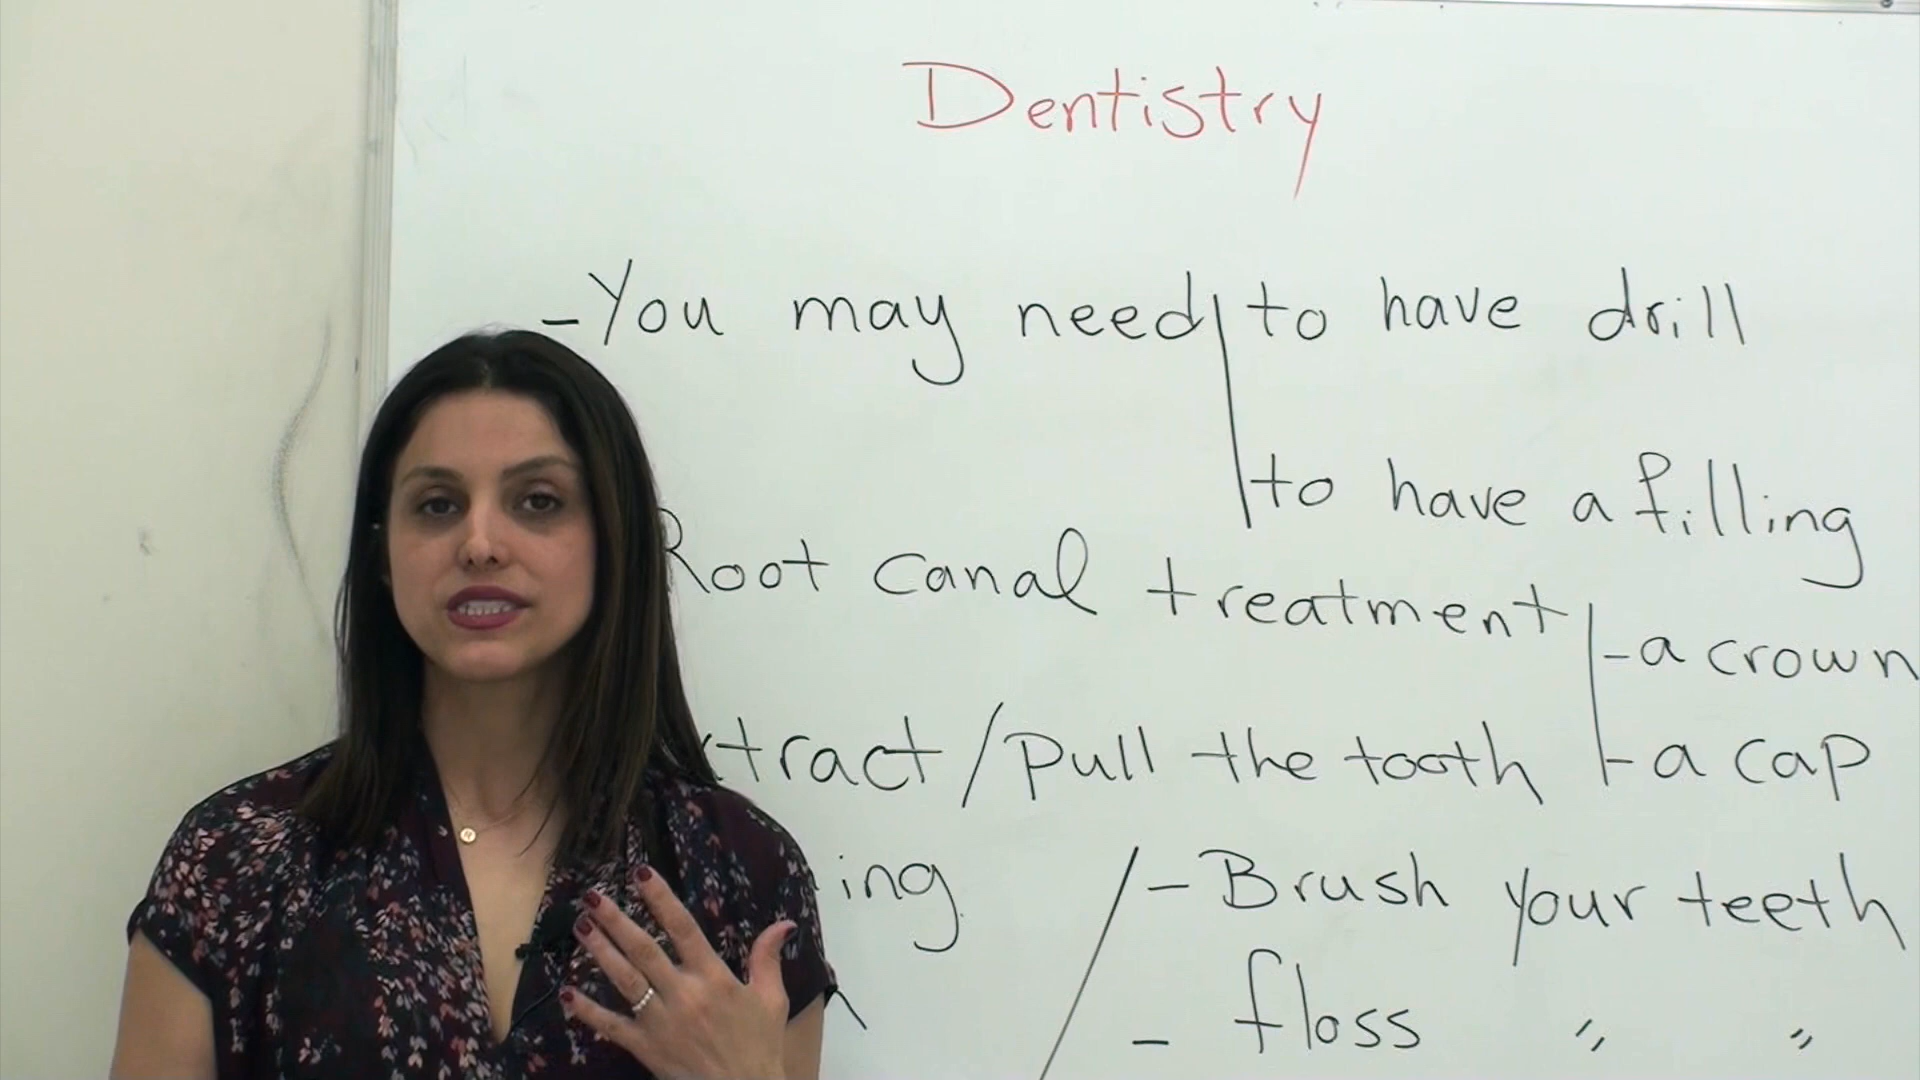 Dentistry
- You may need to have drill
to have a filling
Root canal treatment
- a crown
tract / Pull the tooth - a cap
ing / - Brush your teeth
- floss " "